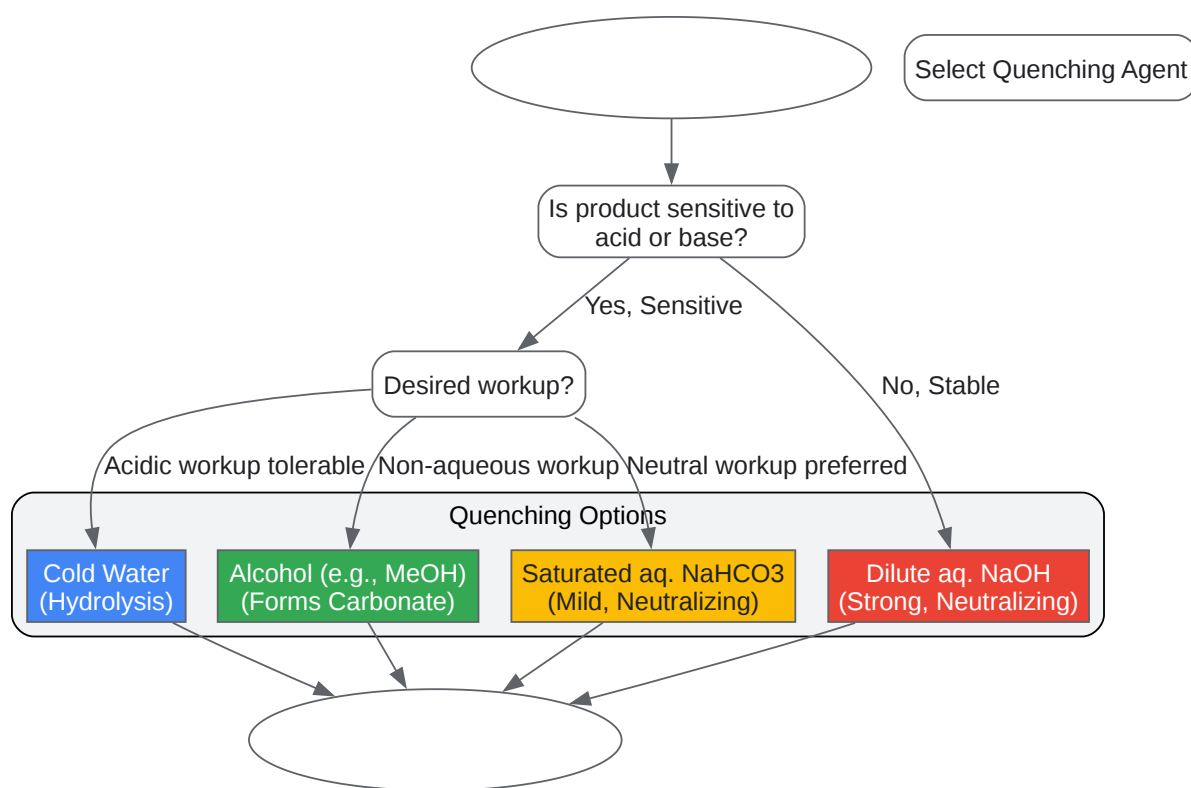 Select Quenching Agent
Is product sensitive to
acid or base?
Yes, Sensitive
No, Stable
Desired workup?
Acidic workup tolerable
Non-aqueous workup
Neutral workup preferred
Quenching Options
Cold Water
(Hydrolysis)
Alcohol (e.g., MeOH)
(Forms Carbonate)
Saturated aq. NaHCO3
(Mild, Neutralizing)
Dilute aq. NaOH
(Strong, Neutralizing)